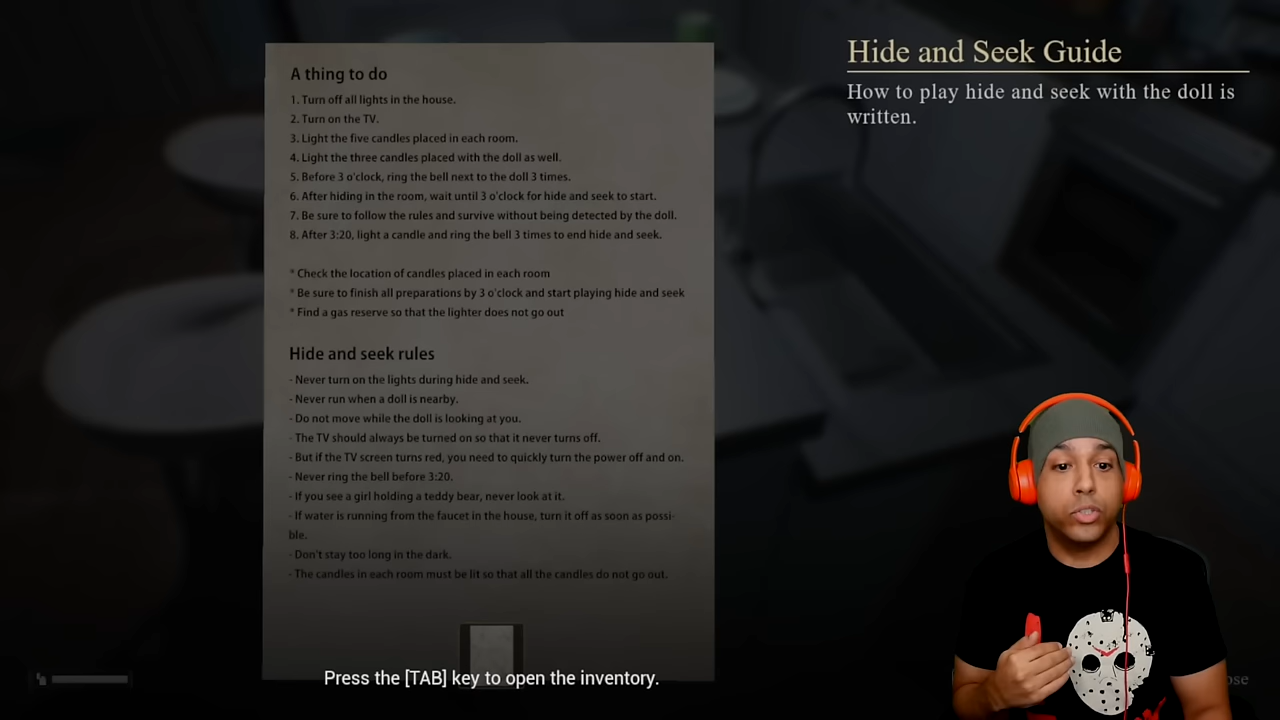 A thing to do
1. Turn off all lights in the house.
2. Turn on the TV.
3. Light the five candles placed in each room.
4. Light the three candles placed with the doll as well.
5. Before 3 o'clock, ring the bell next to the doll 3 times.
6. After hiding in the room, wait until 3 o'clock for hide and seek to start.
7. Be sure to follow the rules and survive without being detected by the doll.
8. After 3:20, light a candle and ring the bell 3 times to end hide and seek.
* Check the location of candles placed in each room
* Be sure to finish all preparations by 3 o'clock and start playing hide and seek
* Find a gas reserve so that the lighter does not go out
Hide and seek rules
- Never turn on the lights during hide and seek.
- Never run when a doll is nearby.
- Do not move while the doll is looking at you.
- The TV should always be turned on so that it never turns off.
- But if the TV screen turns red, you need to quickly turn the power off and on.
- Never ring the bell before 3:20.
- If you see a girl holding a teddy bear, never look at it.
- If water is running from the faucet in the house, turn it off as soon as possi-
ble.
- Don't stay too long in the dark.
- The candles in each room must be lit so that all the candles do not go out.
Hide and Seek Guide
How to play hide and seek with the doll is
written.
Press the [TAB] key to open the inventory.